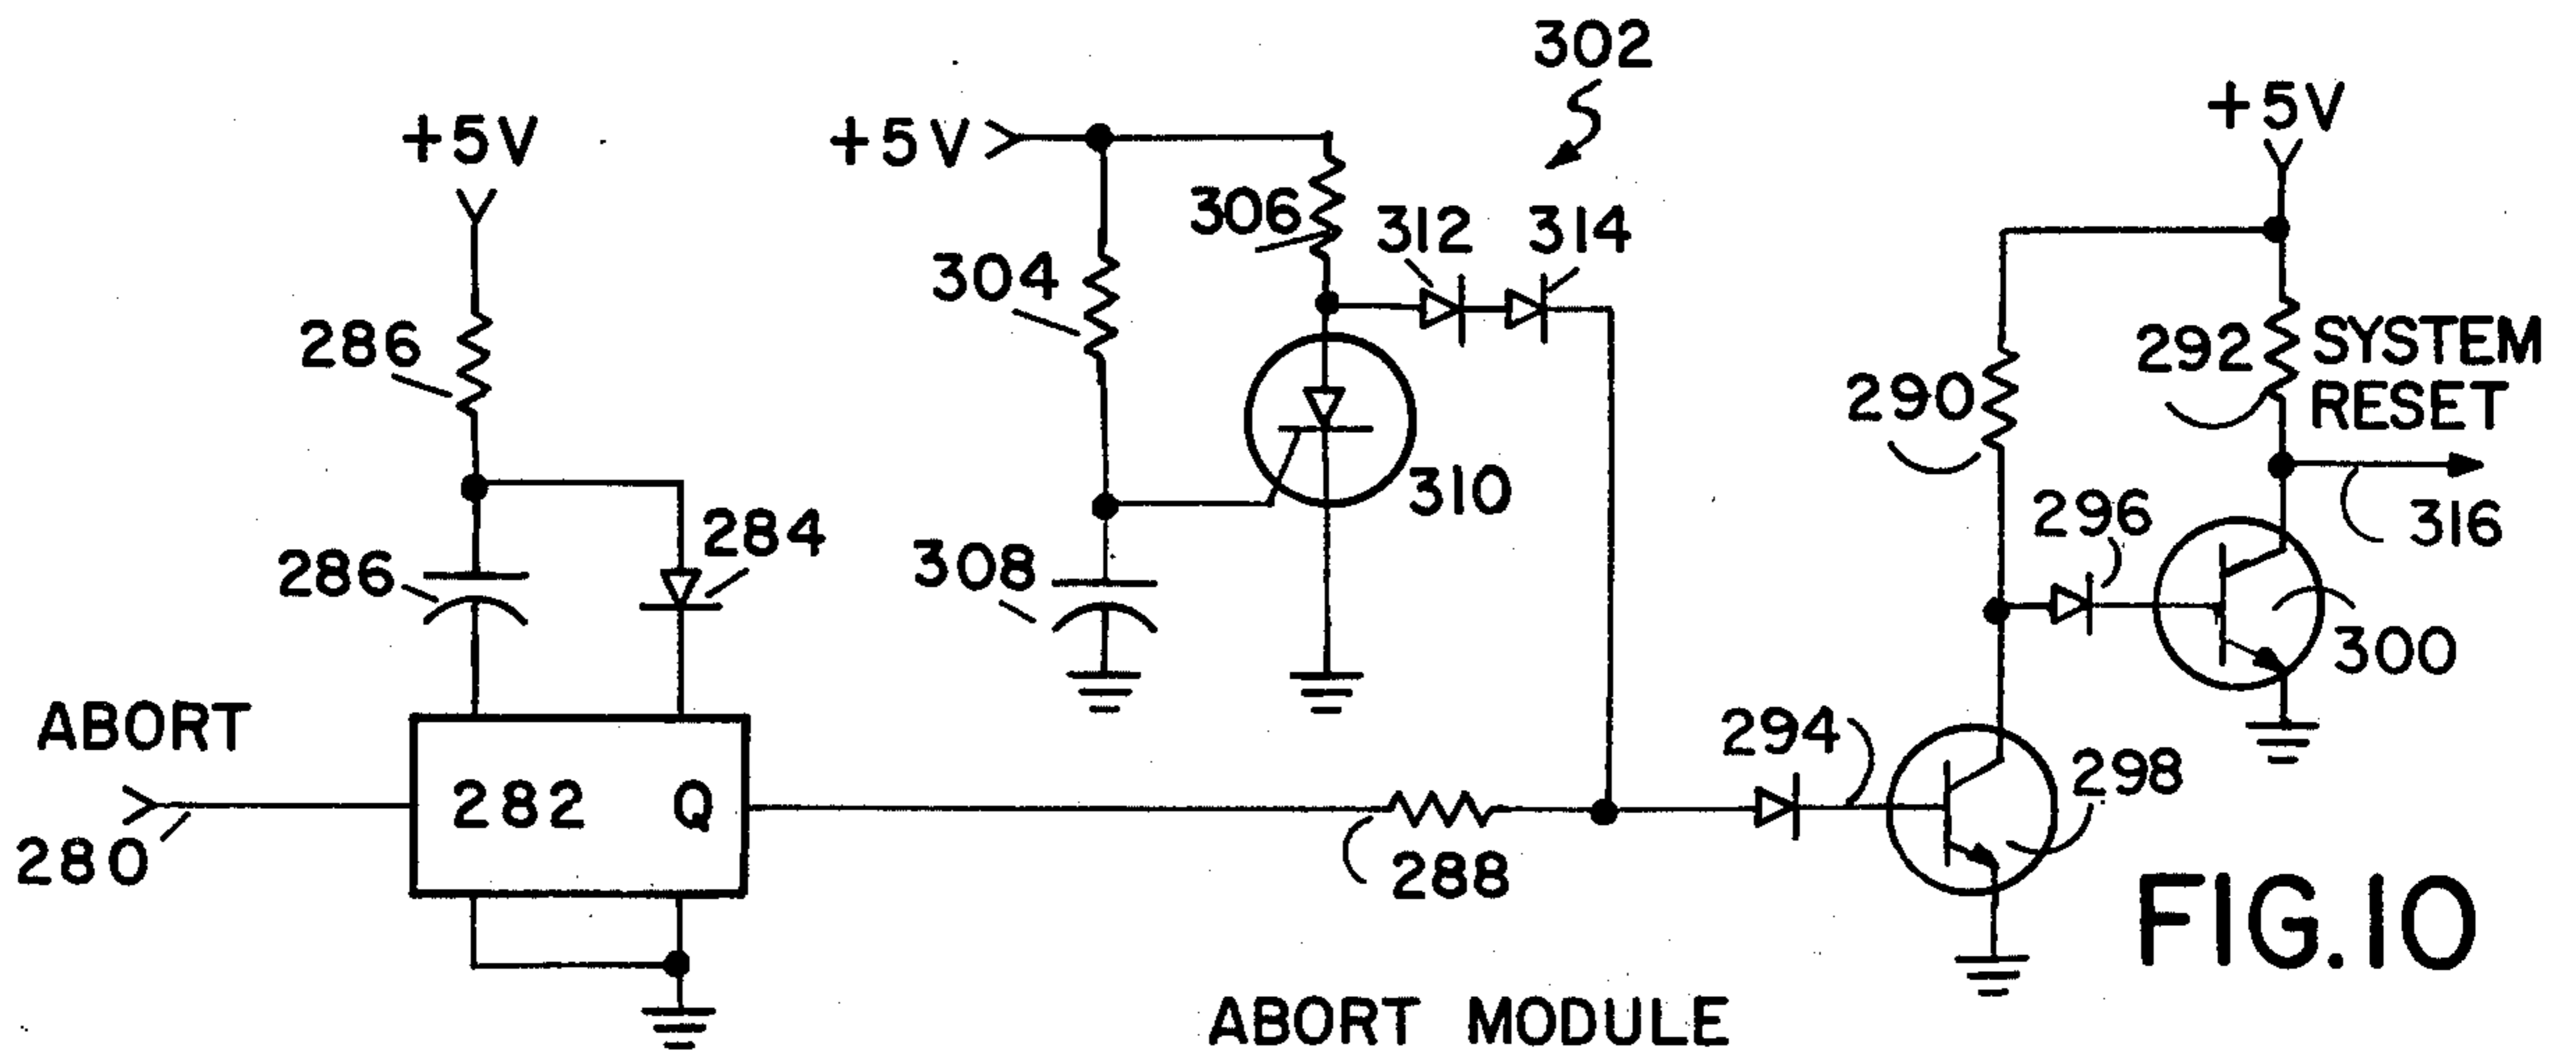 302
+5V
+5V
+5V
306
312
314
304
286
292
SYSTEM
RESET
290
310
284
296
316
286
308
300
ABORT
294
298
282
Q
280
288
FIG.10
ABORT MODULE